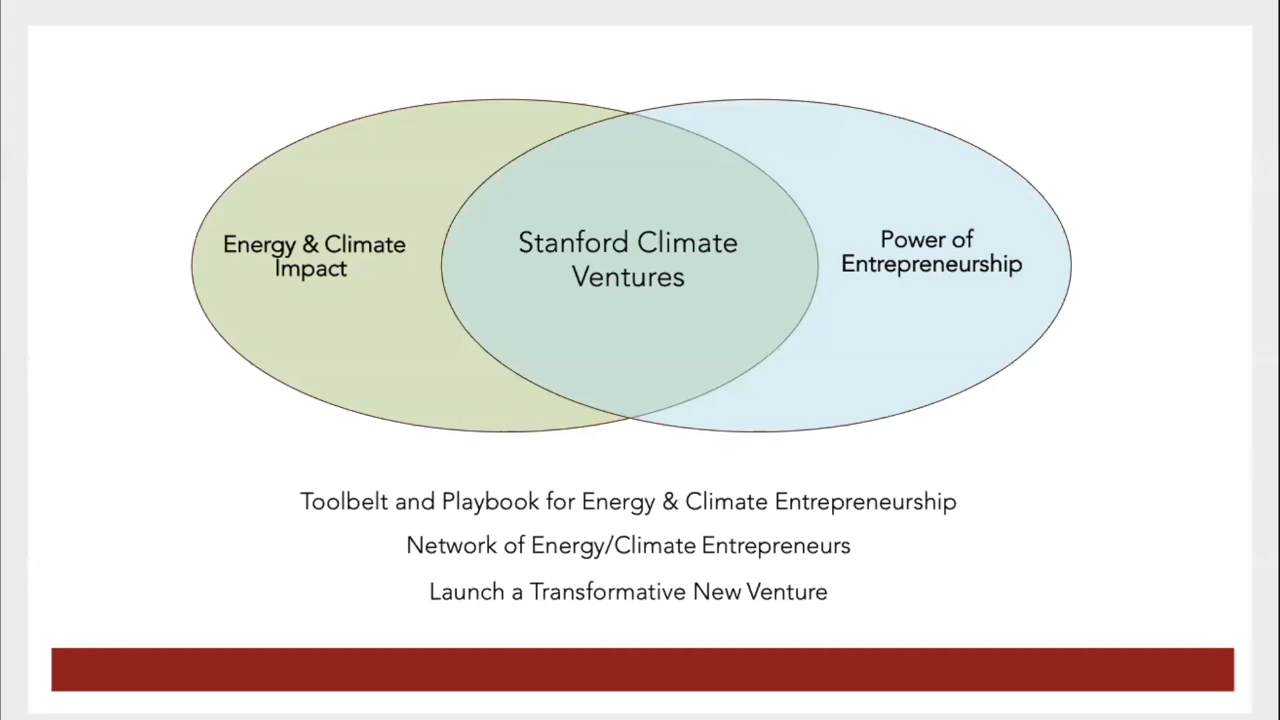 Energy & Climate
Impact
Stanford Climate
Ventures
Power of
Entrepreneurship
Toolbelt and Playbook for Energy & Climate Entrepreneurship
Network of Energy/Climate Entrepreneurs
Launch a Transformative New Venture